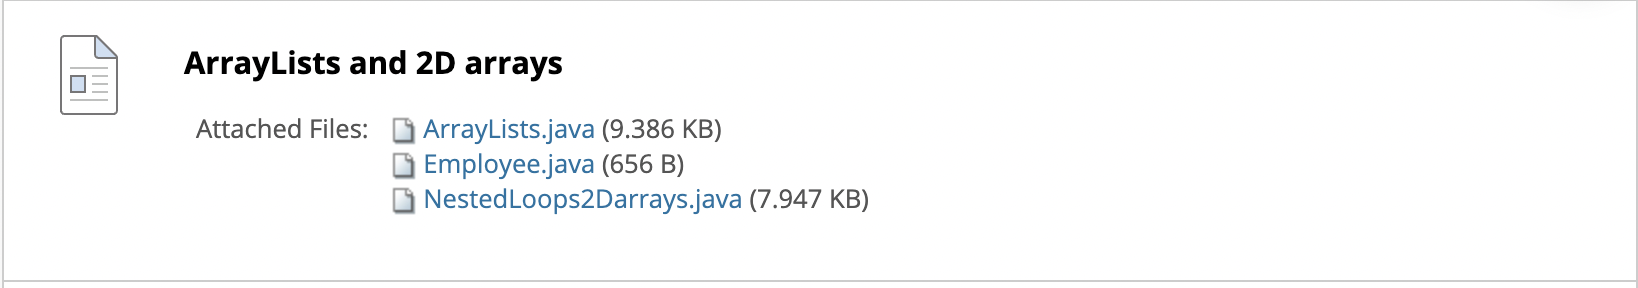 ArrayLists and 2D arrays
Attached Files: ArrayLists.java (9.386 KB)
Employee.java (656 B)
NestedLoops2Darrays.java (7.947 KB)